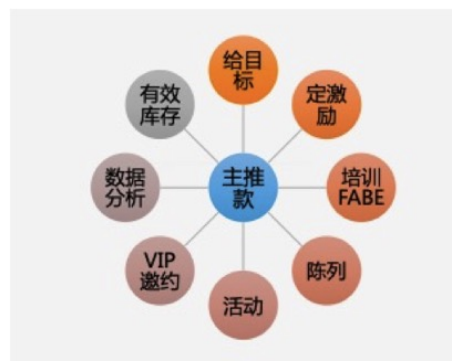 给目
标
定激
励
培训
FABE
陈列
活动
VIP
邀约
数据
分析
有效
库存
主推
款